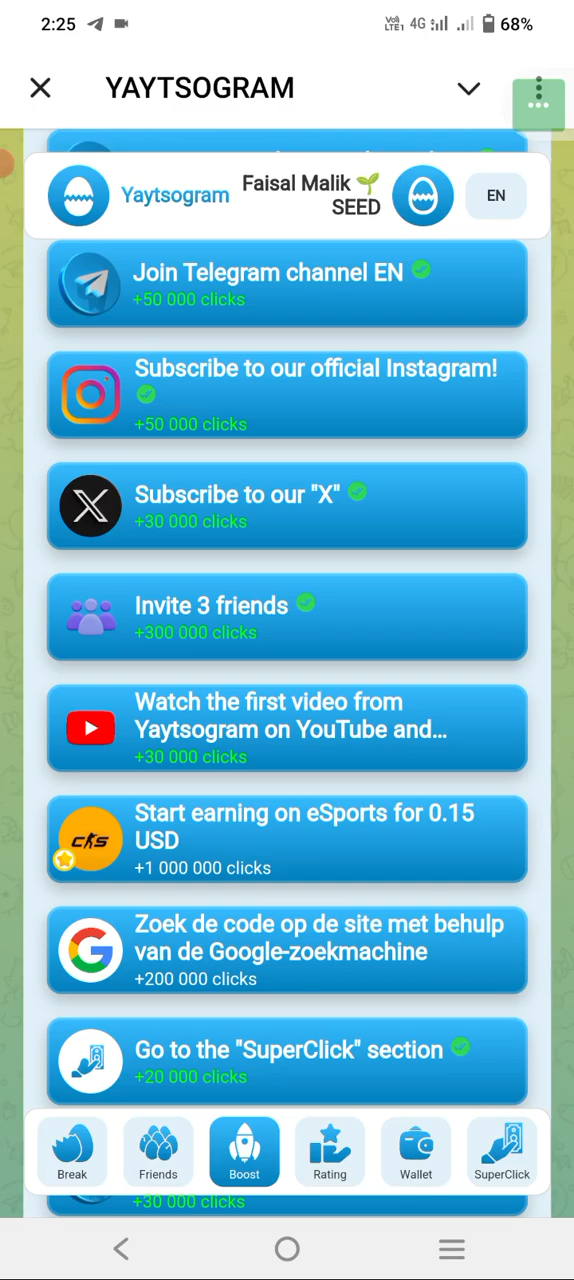 2:25
VoI) LTE1 4G 68%
YAYTSOGRAM
Yaytsogram
Faisal Malik 🌱
SEED
EN
Join Telegram channel EN
+50 000 clicks
Subscribe to our official Instagram!
+50 000 clicks
Subscribe to our "X"
+30 000 clicks
Invite 3 friends
+300 000 clicks
Watch the first video from
Yaytsogram on YouTube and...
+30 000 clicks
Start earning on eSports for 0.15
USD
+1 000 000 clicks
Zoek de code op de site met behulp
van de Google-zoekmachine
+200 000 clicks
Go to the "SuperClick" section
+20 000 clicks
Break
Friends
Boost
Rating
Wallet
SuperClick
+30 000 clicks